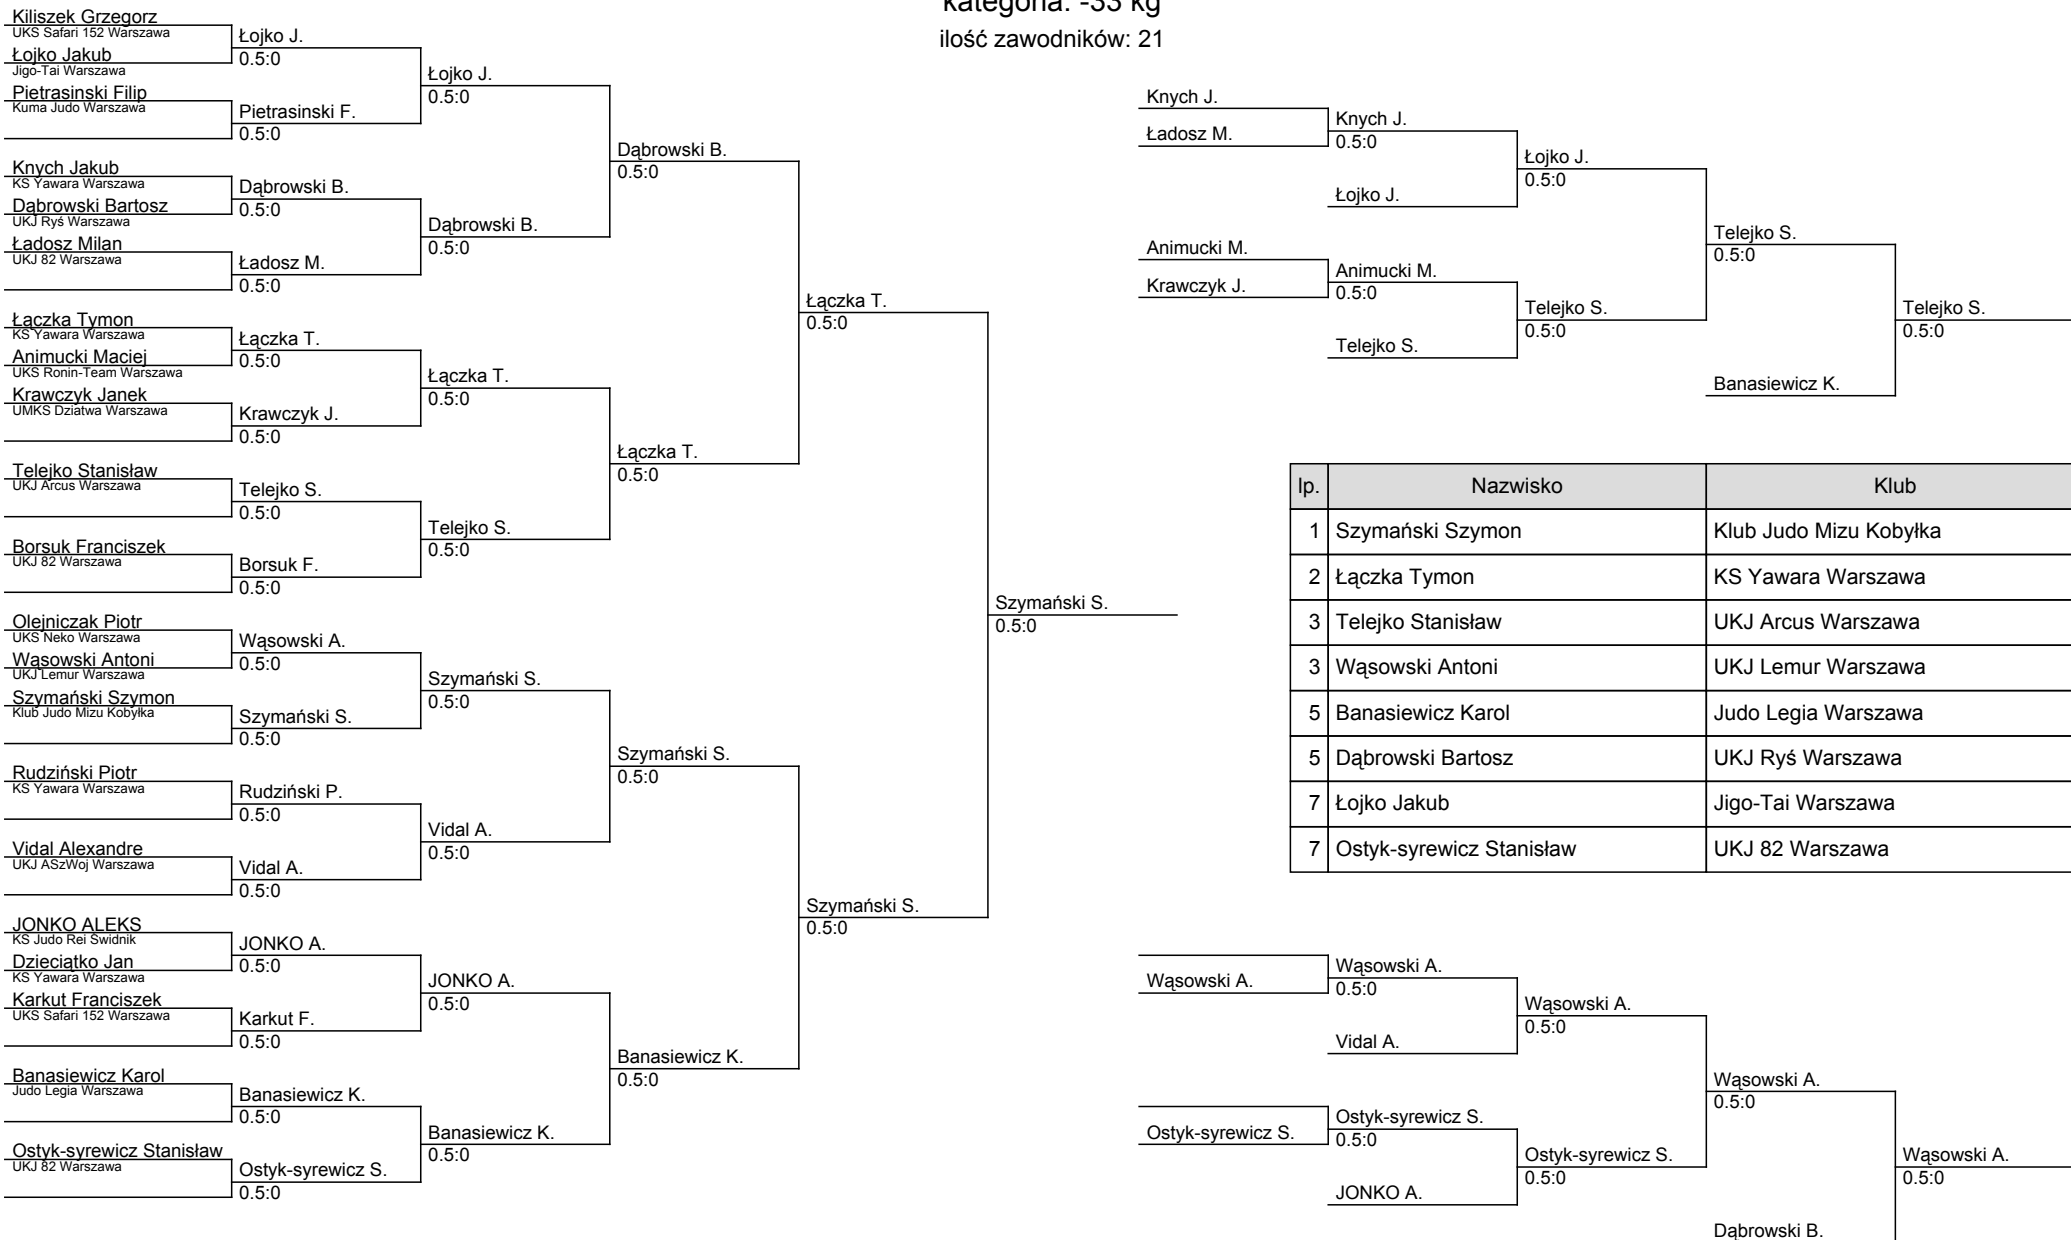 kategoria: -33 kg
ilość zawodników: 21
Kiliszek Grzegorz
UKS Safari 152 Warszawa
Łojko Jakub
Jigo-Tai Warszawa
Pietrasinski Filip
Kuma Judo Warszawa
Knych Jakub
KS Yawara Warszawa
Dąbrowski Bartosz
UKJ Ryś Warszawa
Ładosz Milan
UKJ 82 Warszawa
Łączka Tymon
KS Yawara Warszawa
Animucki Maciej
UKS Ronin-Team Warszawa
Krawczyk Janek
UMKS Dziatwa Warszawa
Telejko Stanisław
UKJ Arcus Warszawa
Borsuk Franciszek
UKJ 82 Warszawa
Olejniczak Piotr
UKS Neko Warszawa
Wąsowski Antoni
UKJ Lemur Warszawa
Szymański Szymon
Klub Judo Mizu Kobyłka
Rudziński Piotr
KS Yawara Warszawa
Vidal Alexandre
UKJ ASzWoj Warszawa
JONKO ALEKS
KS Judo Rei Swidnik
Dzieciątko Jan
KS Yawara Warszawa
Karkut Franciszek
UKS Safari 152 Warszawa
Banasiewicz Karol
Judo Legia Warszawa
Ostyk-syrewicz Stanisław
UKJ 82 Warszawa
Łojko J.
0.5:0
Pietrasinski F.
0.5:0
Dąbrowski B.
0.5:0
Ładosz M.
0.5:0
Łączka T.
0.5:0
Krawczyk J.
0.5:0
Telejko S.
0.5:0
Borsuk F.
0.5:0
Wąsowski A.
0.5:0
Szymański S.
0.5:0
Rudziński P.
0.5:0
Vidal A.
0.5:0
JONKO A.
0.5:0
Karkut F.
0.5:0
Banasiewicz K.
0.5:0
Ostyk-syrewicz S.
0.5:0
Łojko J.
0.5:0
Dąbrowski B.
0.5:0
Łączka T.
0.5:0
Telejko S.
0.5:0
Szymański S.
0.5:0
Vidal A.
0.5:0
JONKO A.
0.5:0
Banasiewicz K.
0.5:0
Dąbrowski B.
0.5:0
Łączka T.
0.5:0
Szymański S.
0.5:0
Banasiewicz K.
0.5:0
Łączka T.
0.5:0
Szymański S.
0.5:0
Szymański S.
0.5:0
Knych J.
Ładosz M.
Animucki M.
Krawczyk J.
Knych J.
0.5:0
Łojko J.
Animucki M.
0.5:0
Telejko S.
Łojko J.
0.5:0
Telejko S.
0.5:0
Telejko S.
0.5:0
Banasiewicz K.
Telejko S.
0.5:0
lp. Nazwisko Klub
1 Szymański Szymon Klub Judo Mizu Kobyłka
2 Łączka Tymon KS Yawara Warszawa
3 Telejko Stanisław UKJ Arcus Warszawa
3 Wąsowski Antoni UKJ Lemur Warszawa
5 Banasiewicz Karol Judo Legia Warszawa
5 Dąbrowski Bartosz UKJ Ryś Warszawa
7 Łojko Jakub Jigo-Tai Warszawa
7 Ostyk-syrewicz Stanisław UKJ 82 Warszawa
Wąsowski A.
Ostyk-syrewicz S.
Wąsowski A.
0.5:0
Vidal A.
Ostyk-syrewicz S.
0.5:0
JONKO A.
Wąsowski A.
0.5:0
Ostyk-syrewicz S.
0.5:0
Wąsowski A.
0.5:0
Dąbrowski B.
Wąsowski A.
0.5:0